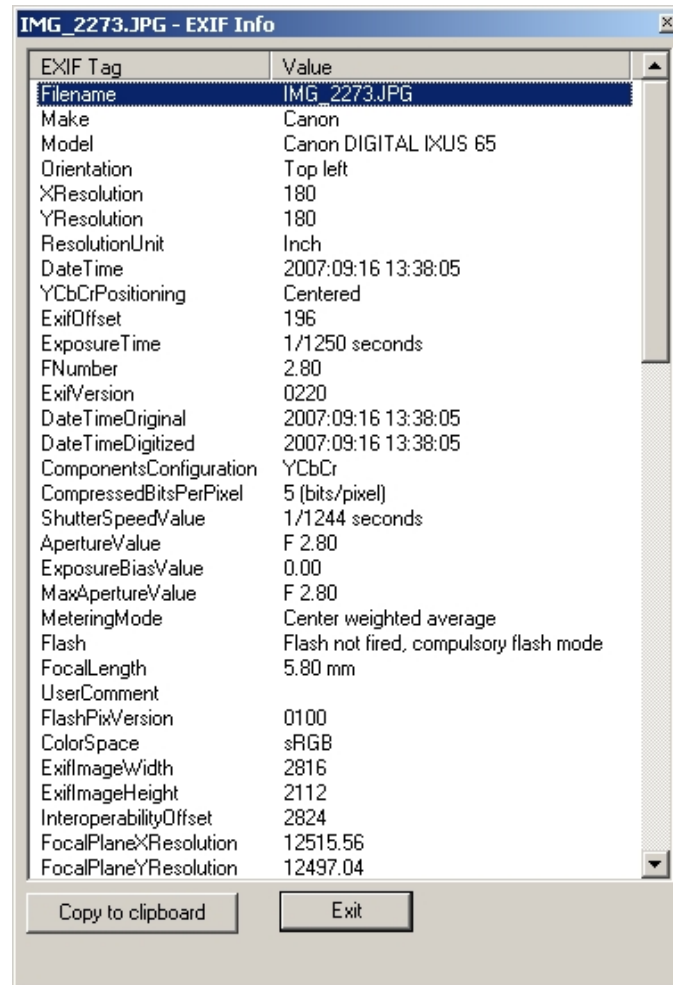 IMG_2273.JPG - EXIF Info
EXIF Tag Value
Filename IMG_2273.JPG
Make Canon
Model Canon DIGITAL IXUS 65
Orientation Top left
XResolution 180
YResolution 180
ResolutionUnit Inch
DateTime 2007:09:16 13:38:05
YCbCrPositioning Centered
ExifOffset 196
ExposureTime 1/1250 seconds
FNumber 2.80
ExifVersion 0220
DateTimeOriginal 2007:09:16 13:38:05
DateTimeDigitized 2007:09:16 13:38:05
ComponentsConfiguration YCbCr
CompressedBitsPerPixel 5 (bits/pixel)
ShutterSpeedValue 1/1244 seconds
ApertureValue F 2.80
ExposureBiasValue 0.00
MaxApertureValue F 2.80
MeteringMode Center weighted average
Flash Flash not fired, compulsory flash mode
FocalLength 5.80 mm
UserComment
FlashPixVersion 0100
ColorSpace sRGB
ExifImageWidth 2816
ExifImageHeight 2112
InteroperabilityOffset 2824
FocalPlaneXResolution 12515.56
FocalPlaneYResolution 12497.04
Copy to clipboard Exit